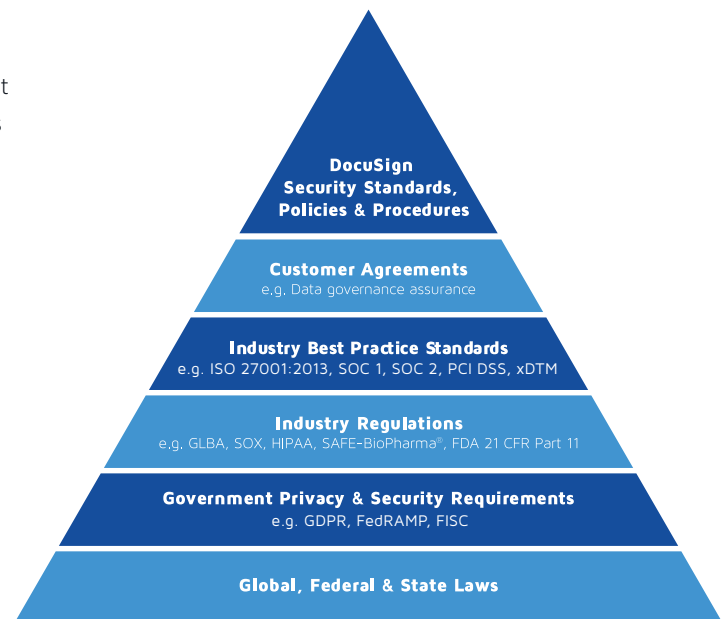 t
s
DocuSign
Security Standards,
Policies & Procedures
Customer Agreements
e.g. Data governance assurance
Industry Best Practice Standards
e.g. ISO 27001:2013, SOC 1, SOC 2, PCI DSS, xDTM
Industry Regulations
e.g. GLBA, SOX, HIPAA, SAFE-BioPharma®, FDA 21 CFR Part 11
Government Privacy & Security Requirements
e.g. GDPR, FedRAMP, FISC
Global, Federal & State Laws